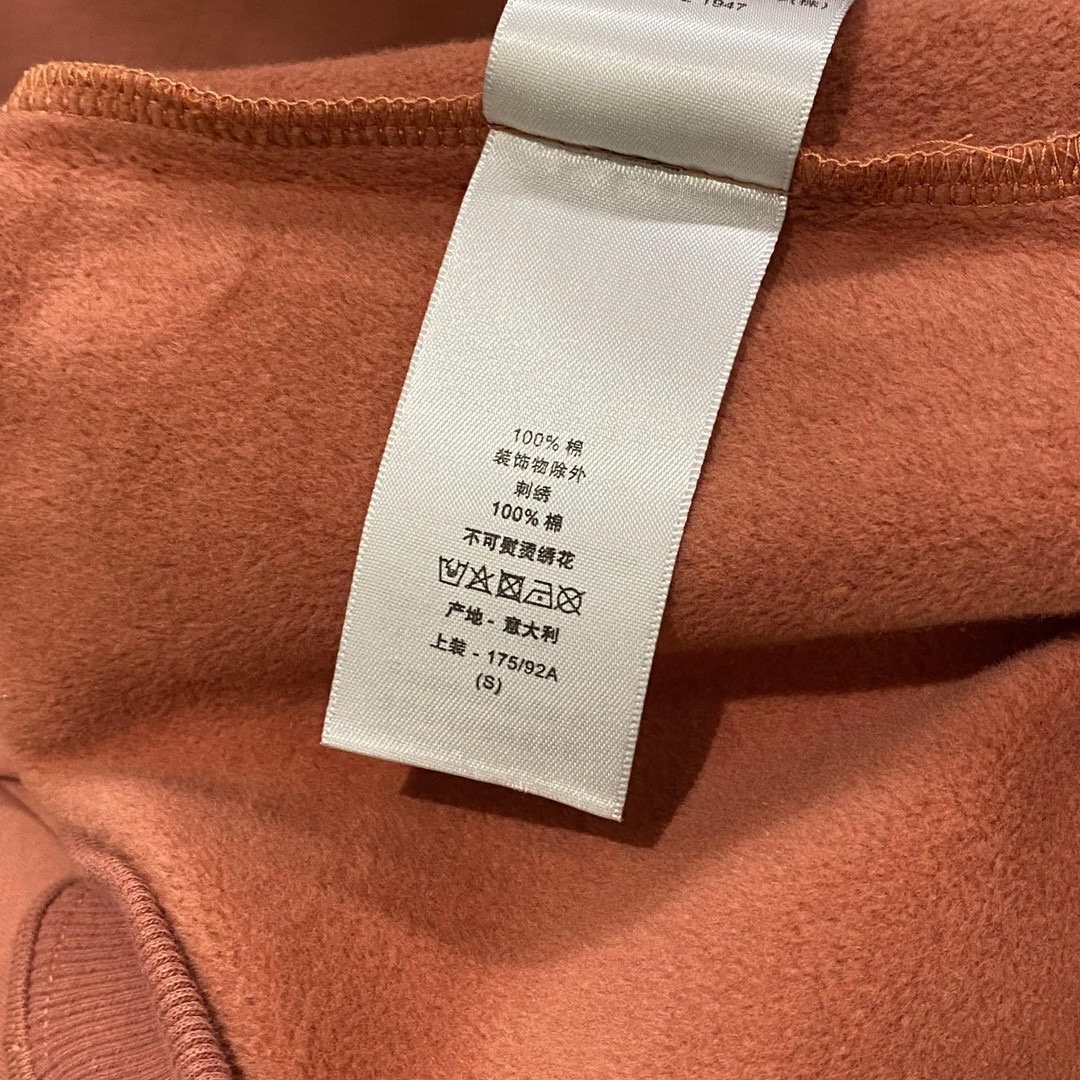 1947
100% 棉
装饰物除外
刺绣
100% 棉
不可熨烫绣花
产地 - 意大利
上装 - 175/92A
(S)